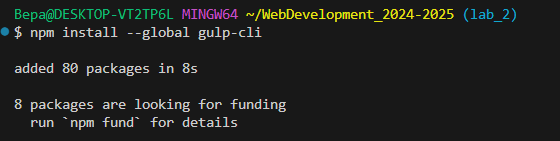 Вера@DESKTOP-VT2TP6L MINGW64 ~/WebDevelopment_2024-2025 (lab_2)
$ npm install --global gulp-cli
added 80 packages in 8s
8 packages are looking for funding
  run `npm fund` for details